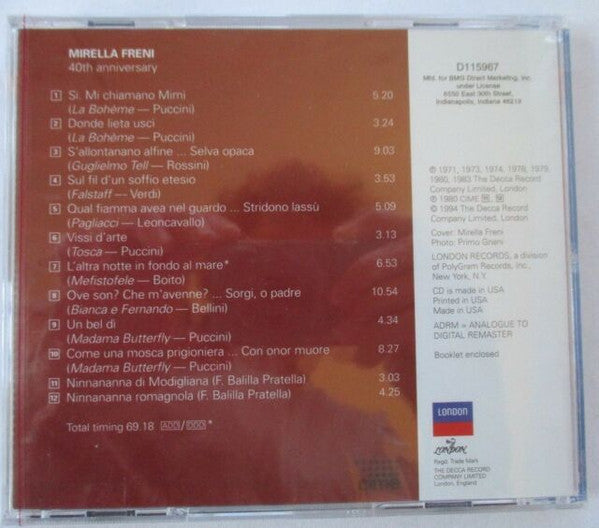 MIRELLA FRENI
40th anniversary
1 Si. Mi chiamano Mimi 5.20
(La Bohème — Puccini)
2 Donde lieta usci 3.24
(La Bohème — Puccini)
3 S'allontanano alfine ... Selva opaca 9.03
(Guglielmo Tell — Rossini)
4 Sul fil d'un soffio etesio 3.53
(Falstaff — Verdi)
5 Qual fiamma avea nel guardo ... Stridono lassù 5.09
(Pagliacci — Leoncavallo)
6 Vissi d'arte 3.13
(Tosca — Puccini)
7 L'altra notte in fondo al mare* 6.53
(Mefistofele — Boito)
8 Ove son? Che m'avenne? ... Sorgi, o padre 10.54
(Bianca e Fernando — Bellini)
9 Un bel di 4.34
(Madama Butterfly — Puccini)
10 Come una mosca prigioniera ... Con onor muore 8.27
(Madama Butterfly — Puccini)
11 Ninnananna di Modigliana (F. Balilla Pratella) 3.03
12 Ninnananna romagnola (F. Balilla Pratella) 4.25
Total timing 69.18 ADD/DDD *
D115967
Mfd. for BMG Direct Marketing, Inc.
under License
6550 East 30th Street,
Indianapolis, Indiana 46219
℗ 1971, 1973, 1974, 1978, 1979,
1980, 1983 The Decca Record
Company Limited, London
℗ 1980 CIME
© 1994 The Decca Record
Company Limited, London
Cover: Mirella Freni
Photo: Primo Gnani
LONDON RECORDS, a division
of PolyGram Records, Inc.,
New York, N.Y.
CD is made in USA
Printed in USA
Made in USA
ADRM = ANALOGUE TO
DIGITAL REMASTER
Booklet enclosed
LONDON
LONDON
Regd. Trade Mark
THE DECCA RECORD
COMPANY LIMITED
London, England